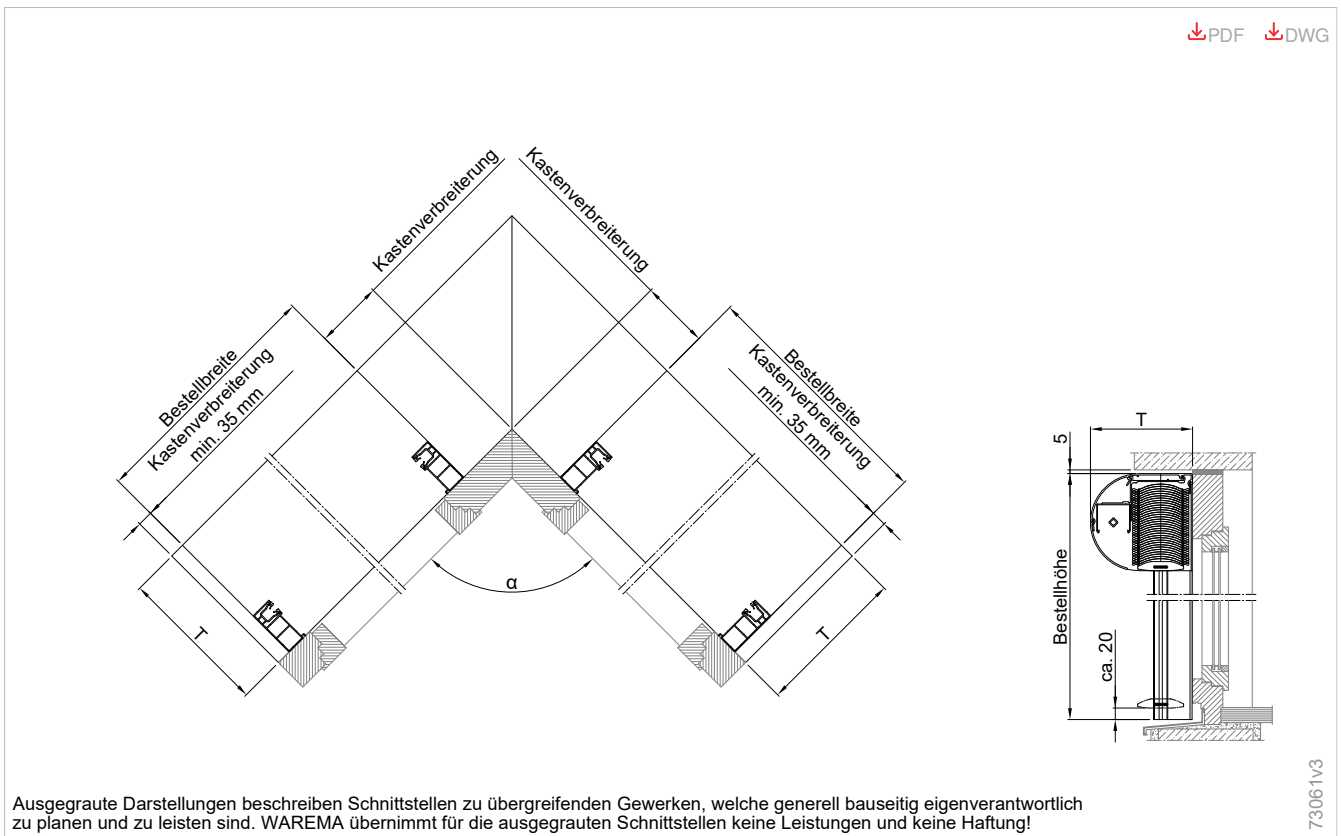 PDF DWG
Kastenverbreiterung
Kastenverbreiterung
Bestellbreite
Kastenverbreiterung
min. 35 mm
Bestellbreite
Kastenverbreiterung
min. 35 mm
T
α
T
T
5
Bestellhöhe
ca. 20
73061v3
Ausgegraute Darstellungen beschreiben Schnittstellen zu übergreifenden Gewerken, welche generell bauseitig eigenverantwortlich
zu planen und zu leisten sind. WAREMA übernimmt für die ausgegrauten Schnittstellen keine Leistungen und keine Haftung!